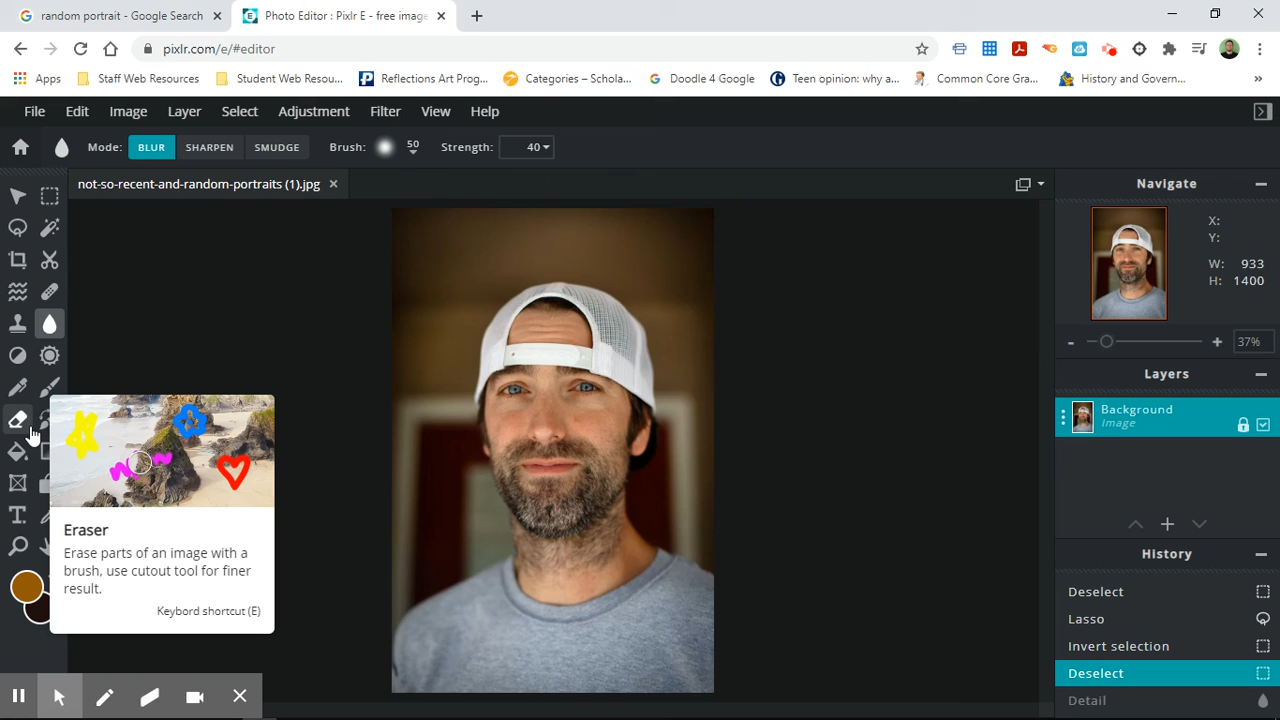 random portrait - Google Search
Photo Editor : Pixlr E - free image
pixlr.com/e/#editor
Apps
Staff Web Resources
Student Web Resou...
Reflections Art Prog...
Categories – Schola...
Doodle 4 Google
Teen opinion: why a...
Common Core Gra...
History and Govern...
»
File
Edit
Image
Layer
Select
Adjustment
Filter
View
Help
Mode:
BLUR
SHARPEN
SMUDGE
Brush:
50
Strength:
40
not-so-recent-and-random-portraits (1).jpg
Navigate
X:
Y:
W: 933
H: 1400
37%
Layers
Background
Image
Eraser
Erase parts of an image with a
brush, use cutout tool for finer
result.
Keybord shortcut (E)
History
Deselect
Lasso
Invert selection
Deselect
Detail